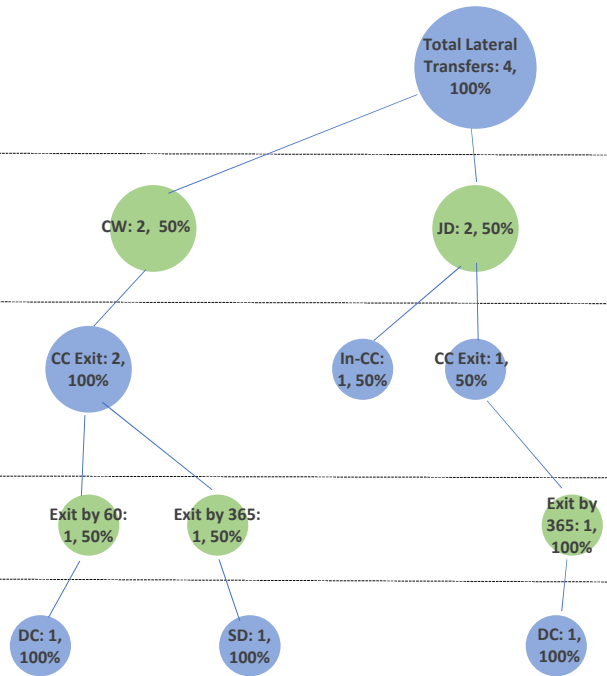 Total Lateral
Transfers: 4,
100%
CW: 2, 50%
JD: 2, 50%
CC Exit: 2,
100%
In-CC:
1, 50%
CC Exit: 1,
50%
Exit by 60:
1, 50%
Exit by 365:
1, 50%
Exit by
365: 1,
100%
DC: 1,
100%
SD: 1,
100%
DC: 1,
100%